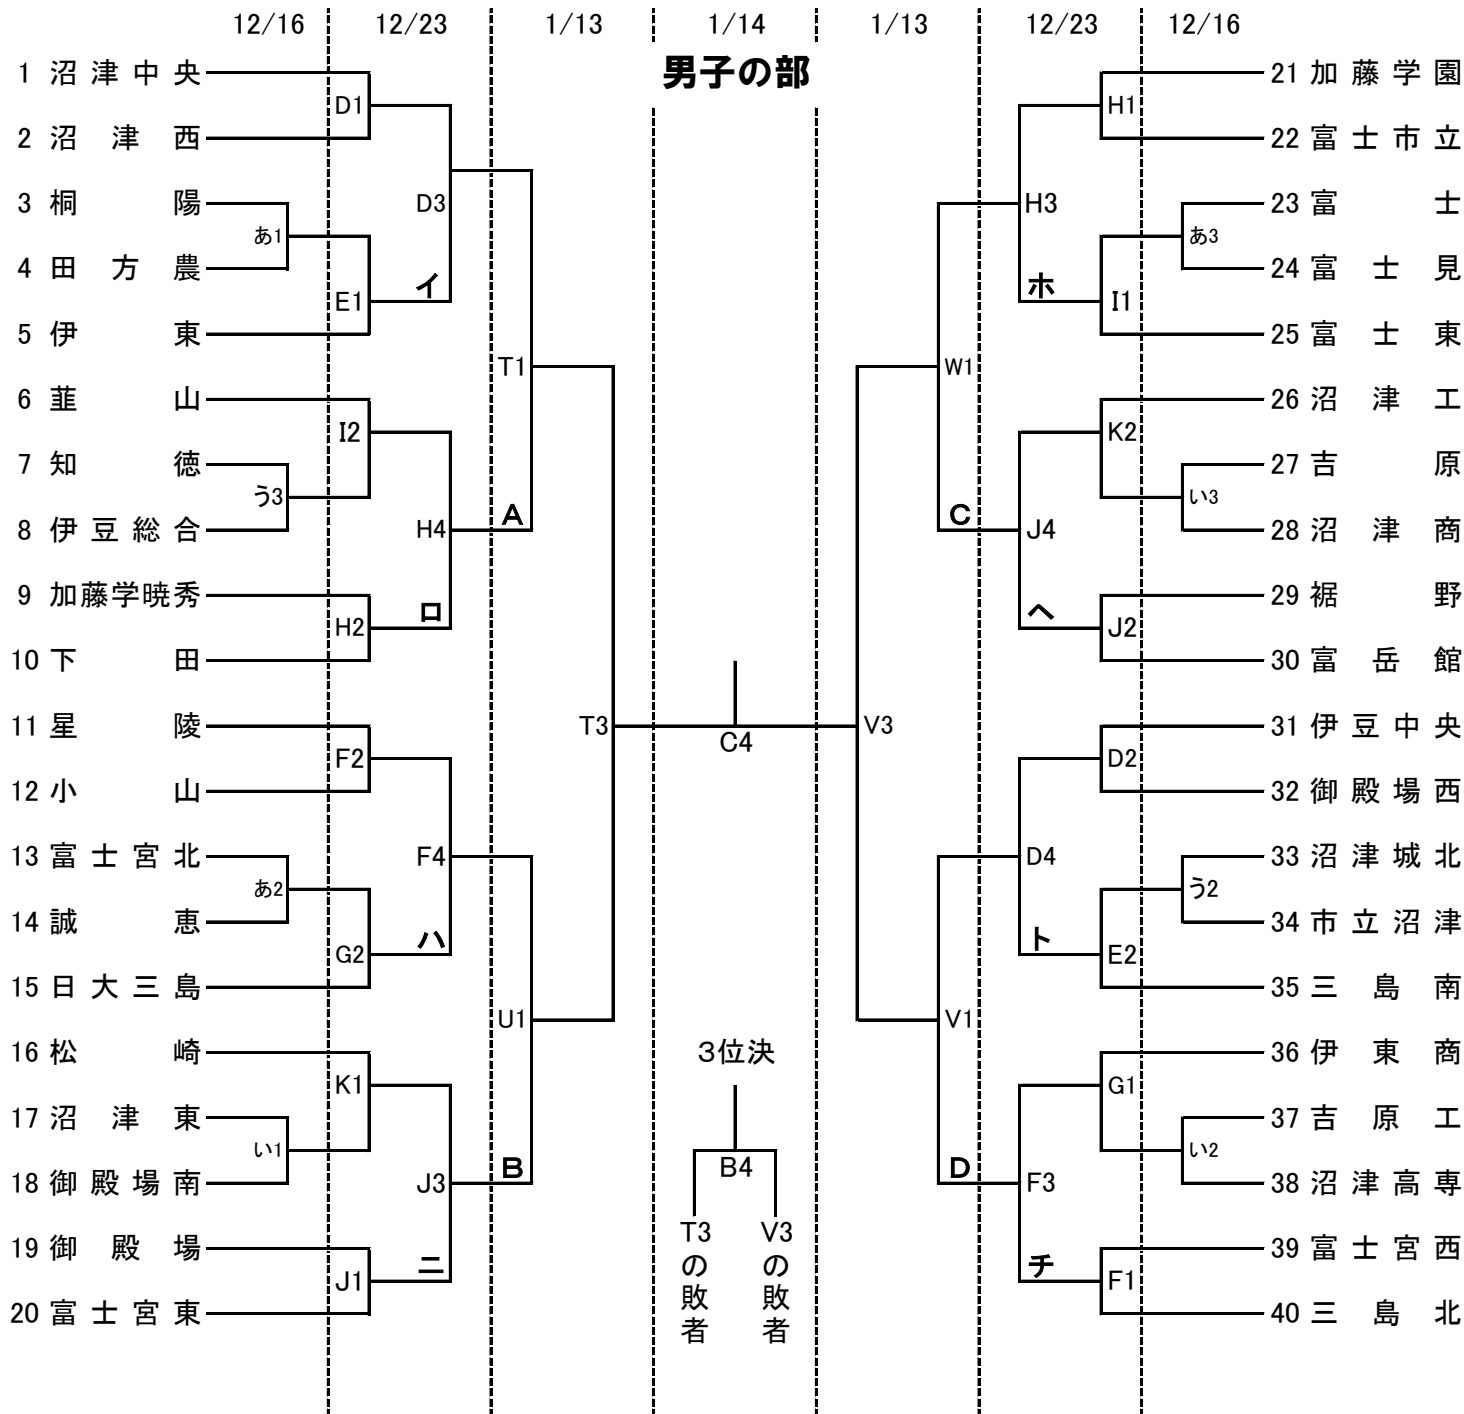 12/16 12/23 1/13 1/14 1/13 12/23 12/16
男子の部
1 沼津中央
2 沼津西
3 桐陽
4 田方農
5 伊東
6 韮山
7 知徳
8 伊豆総合
9 加藤学暁秀
10 下田
11 星陵
12 小山
13 富士宮北
14 誠恵
15 日大三島
16 松崎
17 沼津東
18 御殿場南
19 御殿場
20 富士宮東
あ1
う3
あ2
い1
D1
E1
I2
H2
F2
G2
K1
J1
D3
イ
H4
ロ
F4
ハ
J3
ニ
T1
A
U1
B
T3
C4
3位決
B4
T3の敗者
V3の敗者
V3
W1
C
V1
D
H3
ホ
J4
ヘ
D4
ト
F3
チ
H1
I1
K2
J2
D2
E2
G1
F1
あ3
い3
う2
い2
21 加藤学園
22 富士市立
23 富士
24 富士見
25 富士東
26 沼津工
27 吉原
28 沼津商
29 裾野
30 富岳館
31 伊豆中央
32 御殿場西
33 沼津城北
34 市立沼津
35 三島南
36 伊東商
37 吉原工
38 沼津高専
39 富士宮西
40 三島北